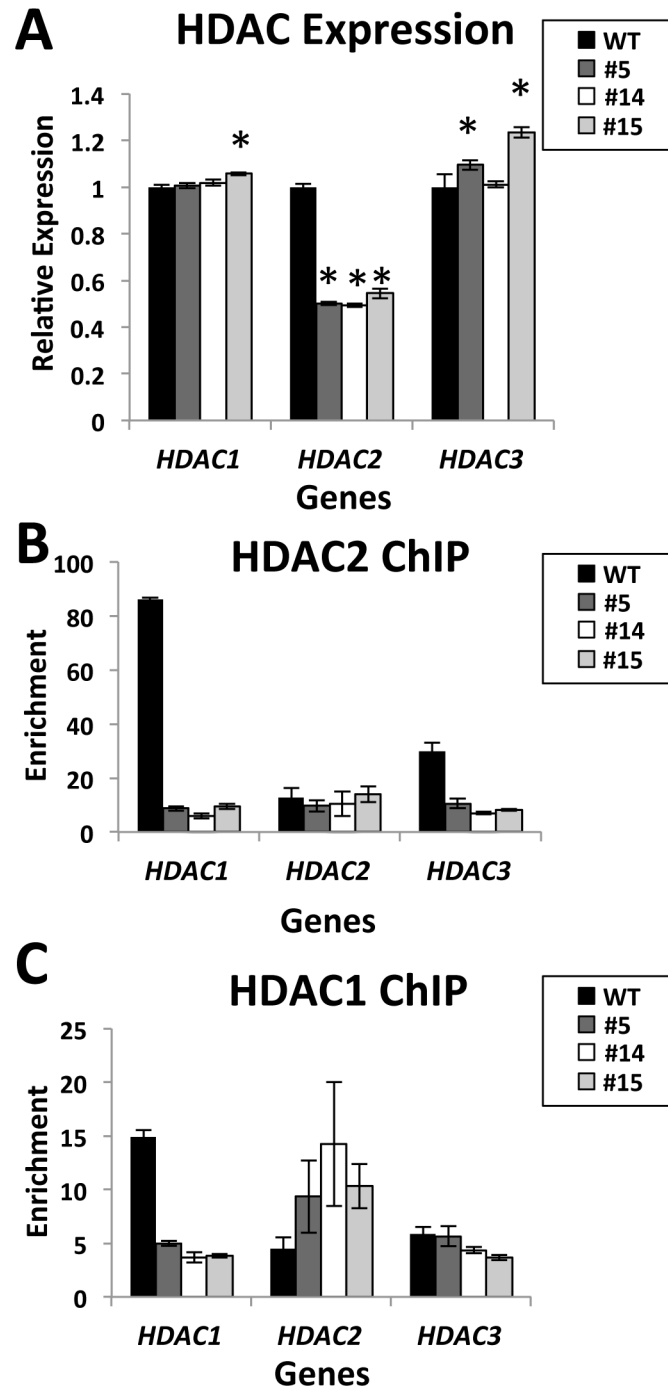 A
HDAC Expression
WT
#5
#14
#15
1.4
1.2
1
0.8
0.6
0.4
0.2
0
Relative Expression
*
* * *
* *
HDAC1 HDAC2 HDAC3
Genes
B
HDAC2 ChIP
WT
#5
#14
#15
100
80
60
40
20
0
Enrichment
HDAC1 HDAC2 HDAC3
Genes
C
HDAC1 ChIP
WT
#5
#14
#15
25
20
15
10
5
0
Enrichment
HDAC1 HDAC2 HDAC3
Genes